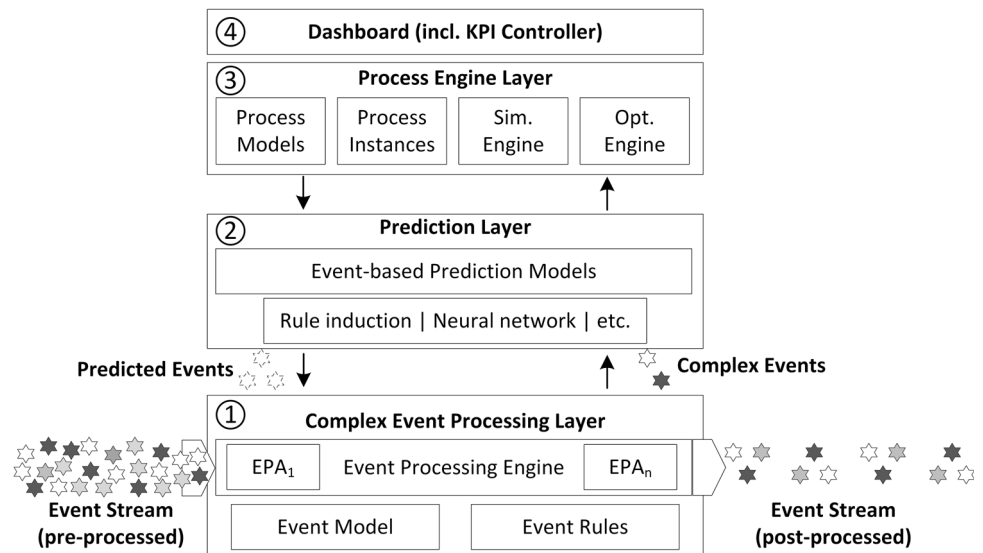 ④ Dashboard (incl. KPI Controller)
③ Process Engine Layer
Process Models
Process Instances
Sim. Engine
Opt. Engine
② Prediction Layer
Event-based Prediction Models
Rule induction | Neural network | etc.
Predicted Events
Complex Events
① Complex Event Processing Layer
EPA₁ Event Processing Engine EPAₙ
Event Stream
(pre-processed)
Event Model
Event Rules
Event Stream
(post-processed)